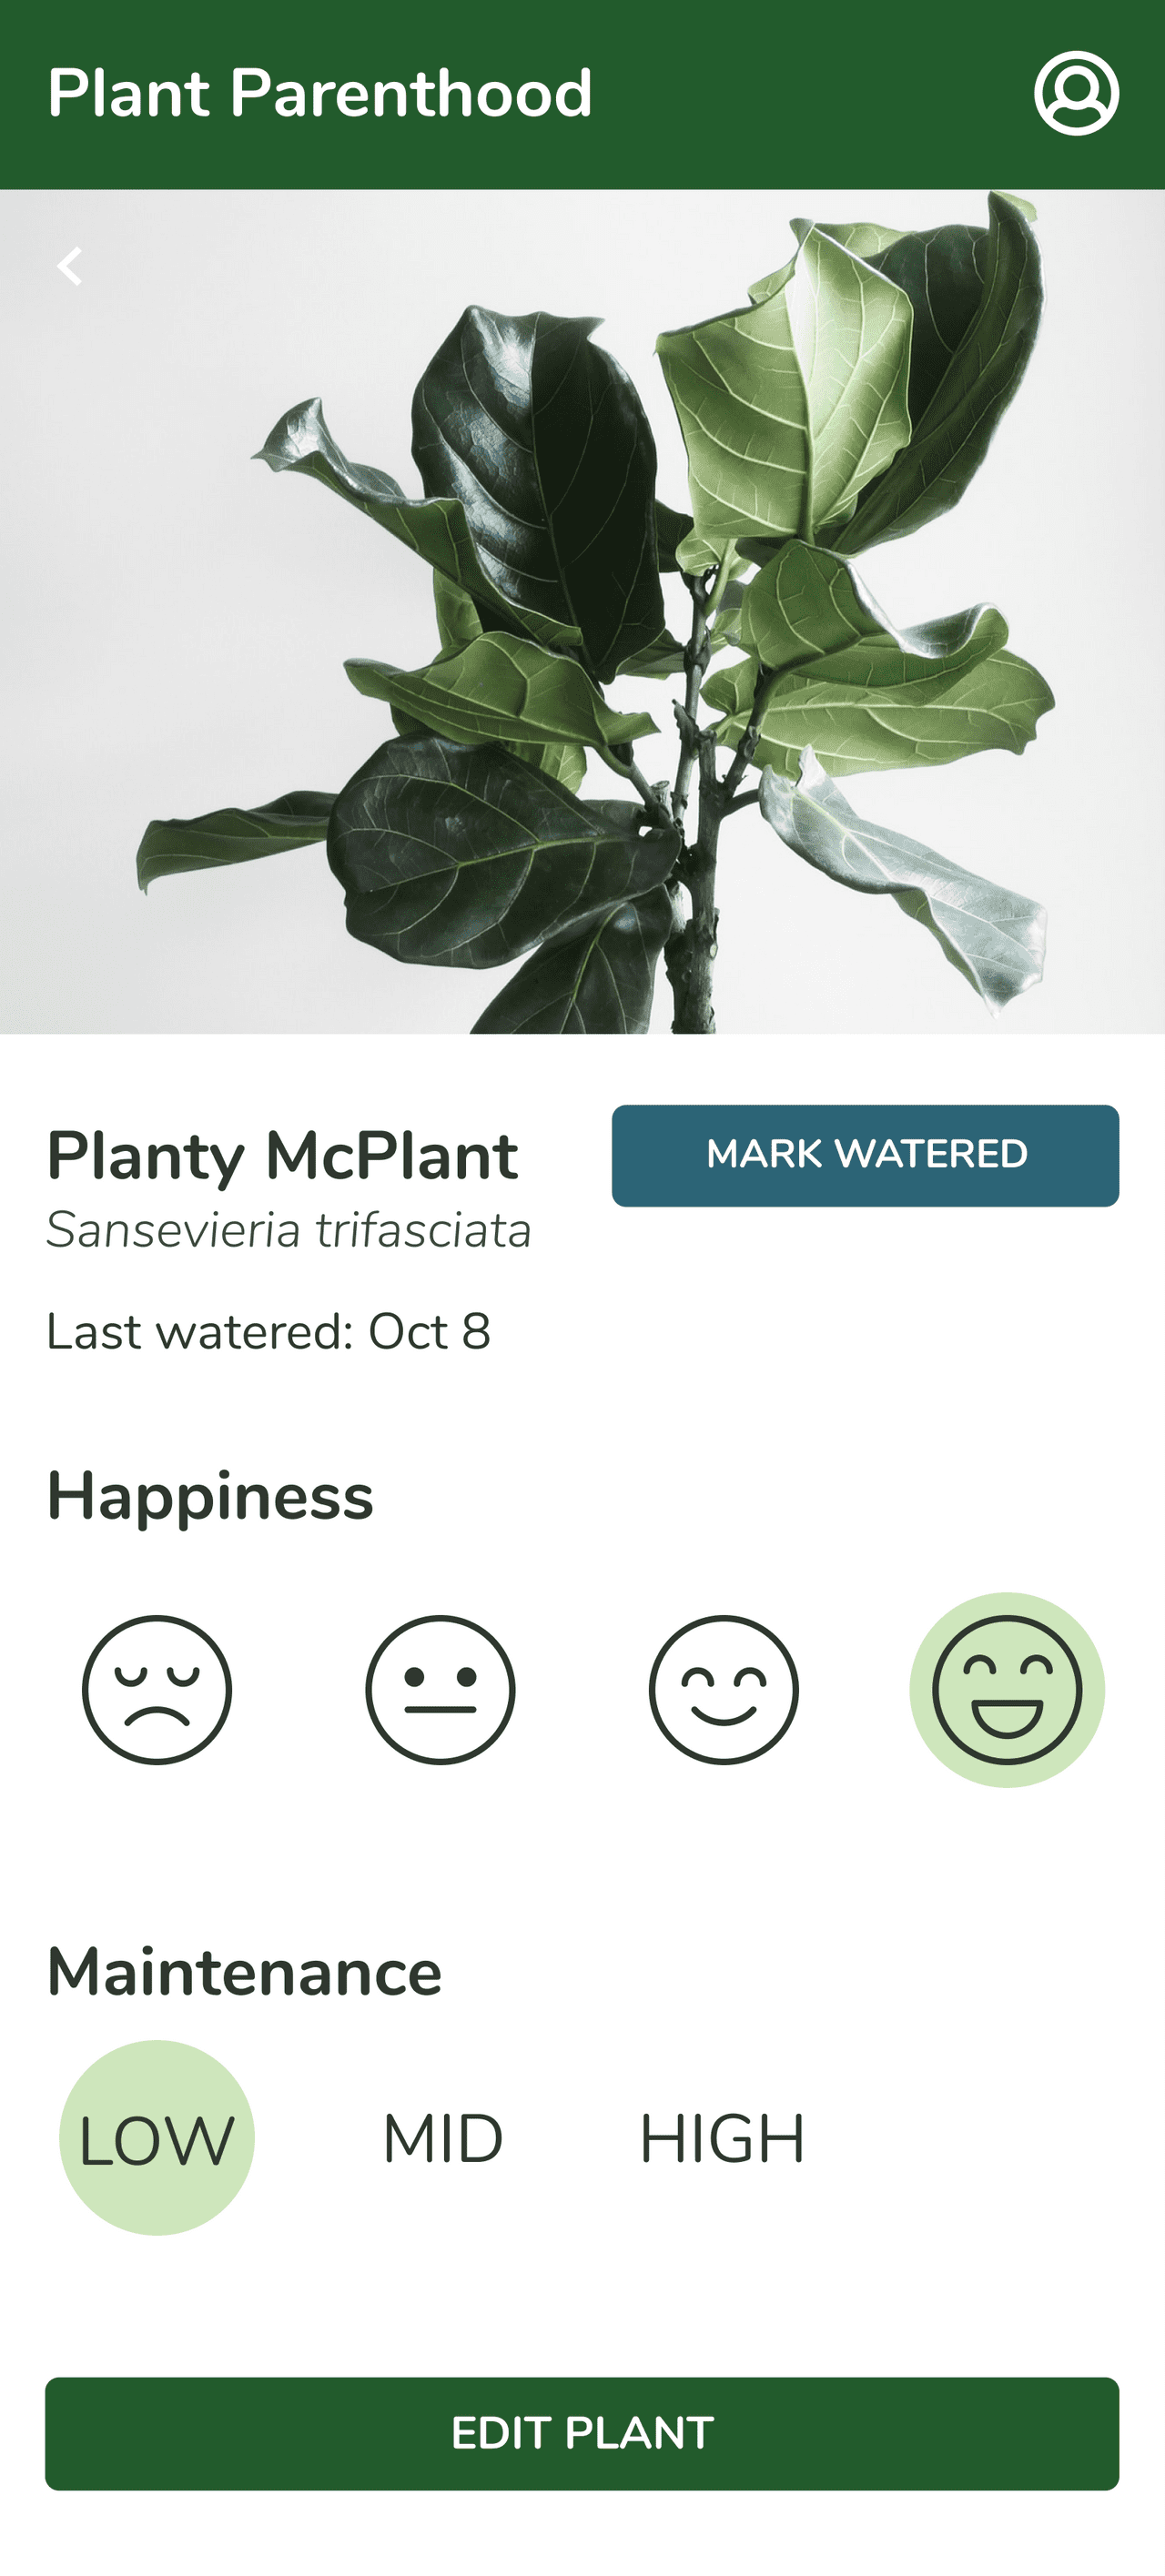 Plant Parenthood
Planty McPlant
MARK WATERED
Sansevieria trifasciata
Last watered: Oct 8
Happiness
Maintenance
LOW MID HIGH
EDIT PLANT